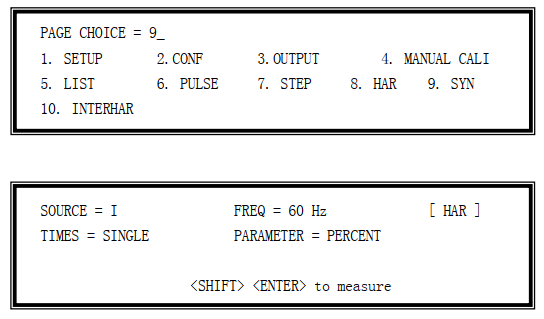 PAGE CHOICE = 9_
1. SETUP 2. CONF 3. OUTPUT 4. MANUAL CALI
5. LIST 6. PULSE 7. STEP 8. HAR 9. SYN
10. INTERHAR
SOURCE = I FREQ = 60 Hz [ HAR ]
TIMES = SINGLE PARAMETER = PERCENT
<SHIFT> <ENTER> to measure